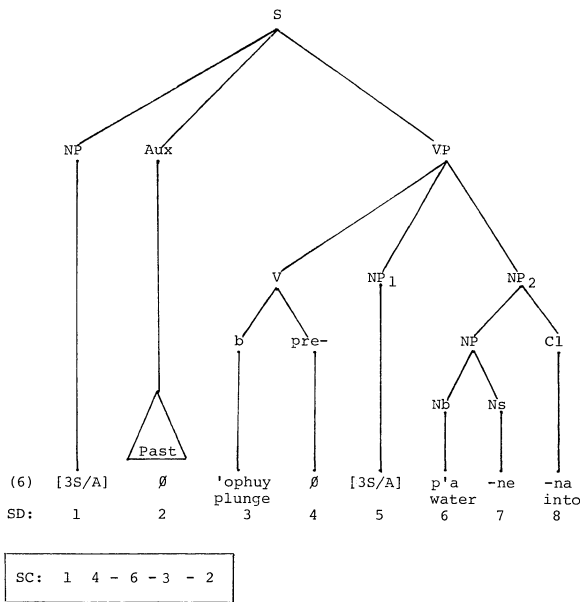 S
NP Aux VP
V NP1 NP2
b pre- NP Cl
Nb Ns
Past
(6) [3S/A] Ø 'ophuy Ø [3S/A] p'a -ne -na
plunge water into
SD: 1 2 3 4 5 6 7 8
SC: 1 4 - 6 - 3 - 2